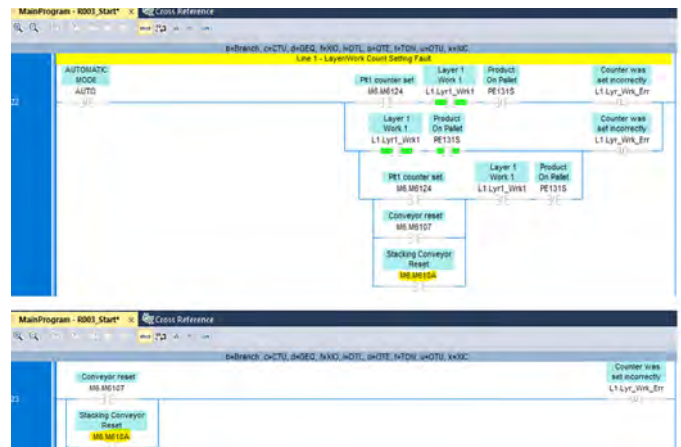 MainProgram - R003_Start* x Cross Reference
b=Branch, c=CTU, d=GEQ, f=XIO, l=OTL, o=OTE, t=TON, u=OTU, x=XIC
Line 1 - Layer/Work Count Setting Fault
22
AUTOMATIC
MODE
AUTO
Plt1 counter set
M6.M6124
Layer 1
Work 1
L1.Lyr1_Wrk1
Product
On Pallet
PE131S
Counter was
set incorrectly
L1.Lyr_Wrk_Err
Layer 1
Work 1
L1.Lyr1_Wrk1
Product
On Pallet
PE131S
Counter was
set incorrectly
L1.Lyr_Wrk_Err
Plt1 counter set
M6.M6124
Layer 1
Work 1
L1.Lyr1_Wrk1
Product
On Pallet
PE131S
Conveyor reset
M6.M6107
Stacking Conveyor
Reset
M6.M610A
MainProgram - R003_Start* x Cross Reference
b=Branch, c=CTU, d=GEQ, f=XIO, l=OTL, o=OTE, t=TON, u=OTU, x=XIC
23
Conveyor reset
M6.M6107
Counter was
set incorrectly
L1.Lyr_Wrk_Err
Stacking Conveyor
Reset
M6.M610A